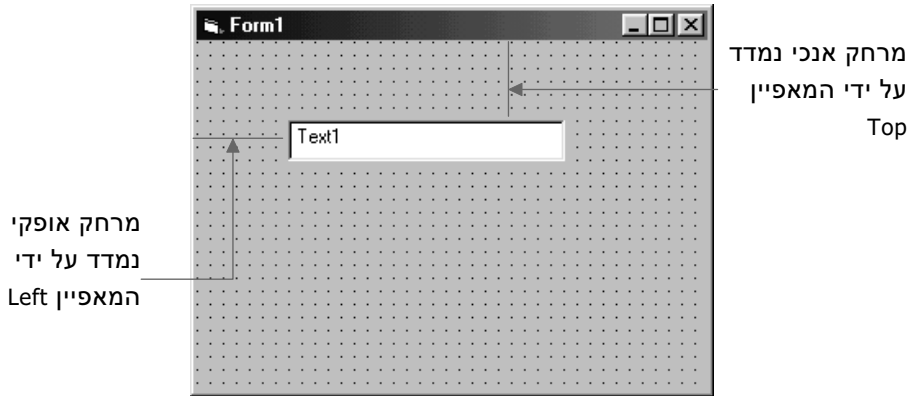 Form1
מרחק אנכי נמדד
על ידי המאפיין
Top
Text1
מרחק אופקי
נמדד על ידי
המאפיין Left